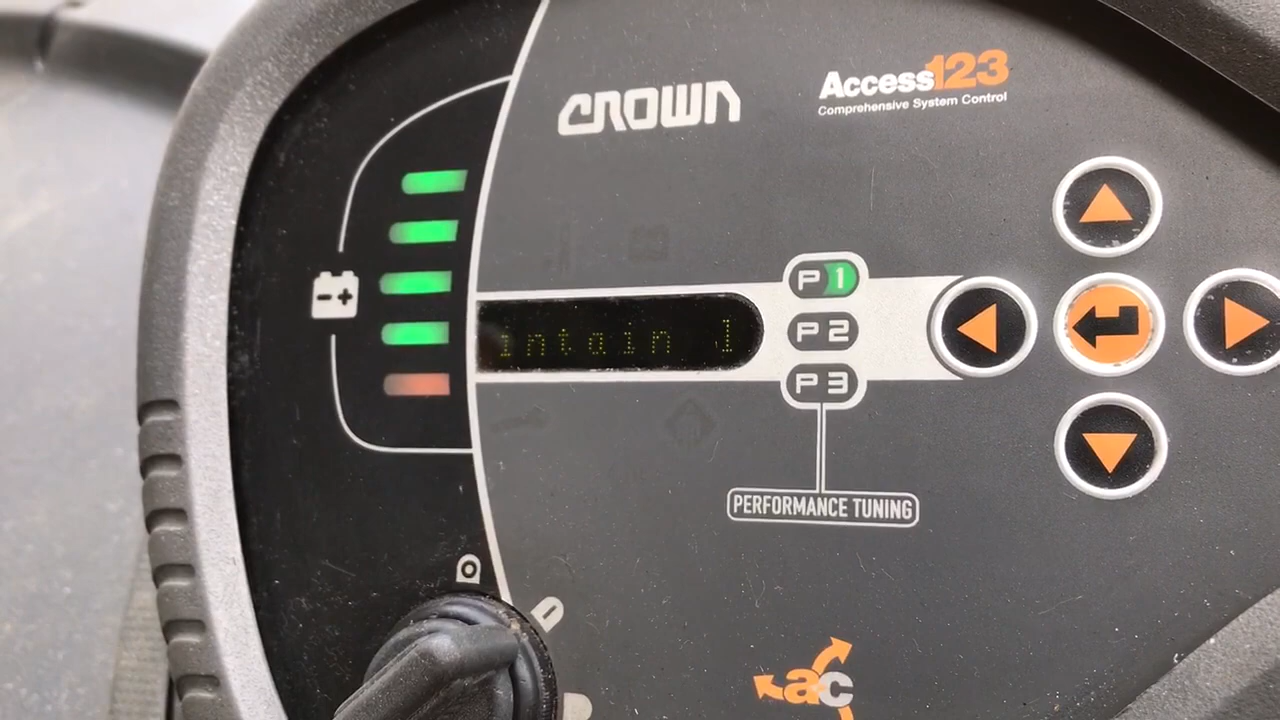 CROWN
Access123
Comprehensive System Control
P1
intain
P2
P3
PERFORMANCE TUNING
ac